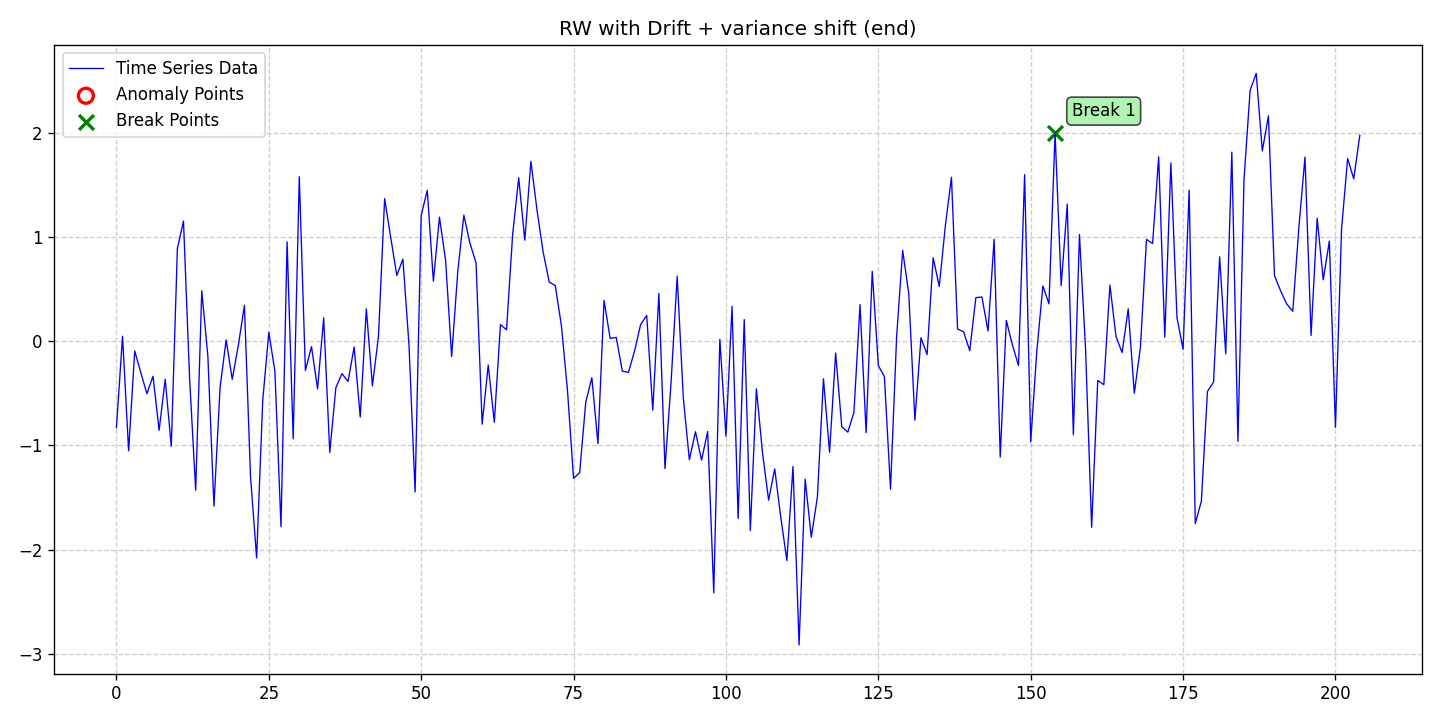 RW with Drift + variance shift (end)
Time Series Data
Anomaly Points
Break Points
Break 1
2
1
0
−1
−2
−3
0 25 50 75 100 125 150 175 200